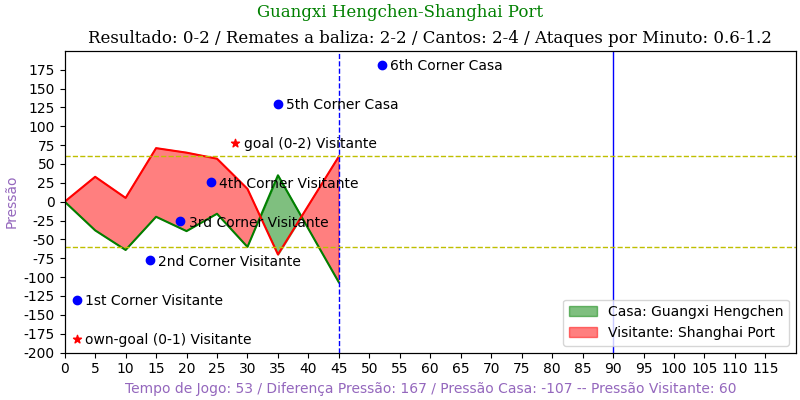 Guangxi Hengchen-Shanghai Port
Resultado: 0-2 / Remates a baliza: 2-2 / Cantos: 2-4 / Ataques por Minuto: 0.6-1.2
175
150
125
100
75
50
25
0
-25
-50
-75
-100
-125
-150
-175
-200
Pressão
6th Corner Casa
5th Corner Casa
goal (0-2) Visitante
4th Corner Visitante
3rd Corner Visitante
2nd Corner Visitante
1st Corner Visitante
own-goal (0-1) Visitante
Casa: Guangxi Hengchen
Visitante: Shanghai Port
0 5 10 15 20 25 30 35 40 45 50 55 60 65 70 75 80 85 90 95 100 105 110 115
Tempo de Jogo: 53 / Diferença Pressão: 167 / Pressão Casa: -107 -- Pressão Visitante: 60